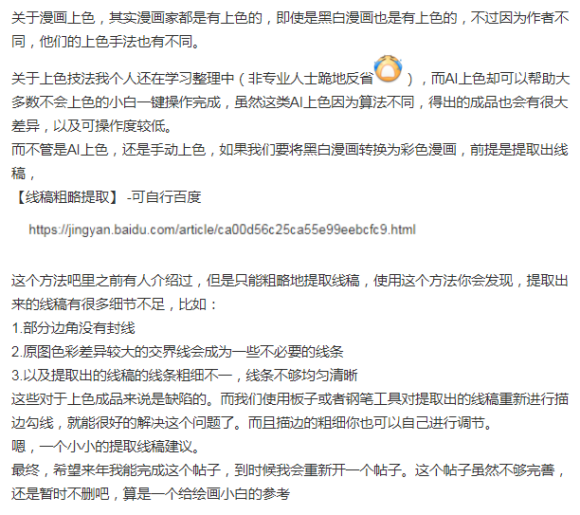 关于漫画上色，其实漫画家都是有上色的，即使是黑白漫画也是有上色的，不过因为作者不
同，他们的上色手法也有不同。
关于上色技法我个人还在学习整理中（非专业人士跪地反省），而AI上色却可以帮助大
多数不会上色的小白一键操作完成，虽然这类AI上色因为算法不同，得出的成品也会有很大
差异，以及可操作度较低。
而不管是AI上色，还是手动上色，如果我们要将黑白漫画转换为彩色漫画，前提是提取出线
稿，
【线稿粗略提取】 -可自行百度
https://jingyan.baidu.com/article/ca00d56c25ca55e99eebcfc9.html
这个方法吧里之前有人介绍过，但是只能粗略地提取线稿，使用这个方法你会发现，提取出
来的线稿有很多细节不足，比如：
1.部分边角没有封线
2.原图色彩差异较大的交界线会成为一些不必要的线条
3.以及提取出的线稿的线条粗细不一，线条不够均匀清晰
这些对于上色成品来说是缺陷的。而我们使用板子或者钢笔工具对提取出的线稿重新进行描
边勾线，就能很好的解决这个问题了。而且描边的粗细你也可以自己进行调节。
嗯，一个小小的提取线稿建议。
最终，希望来年我能完成这个帖子，到时候我会重新开一个帖子。这个帖子虽然不够完善，
还是暂时不删吧，算是一个给绘画小白的参考